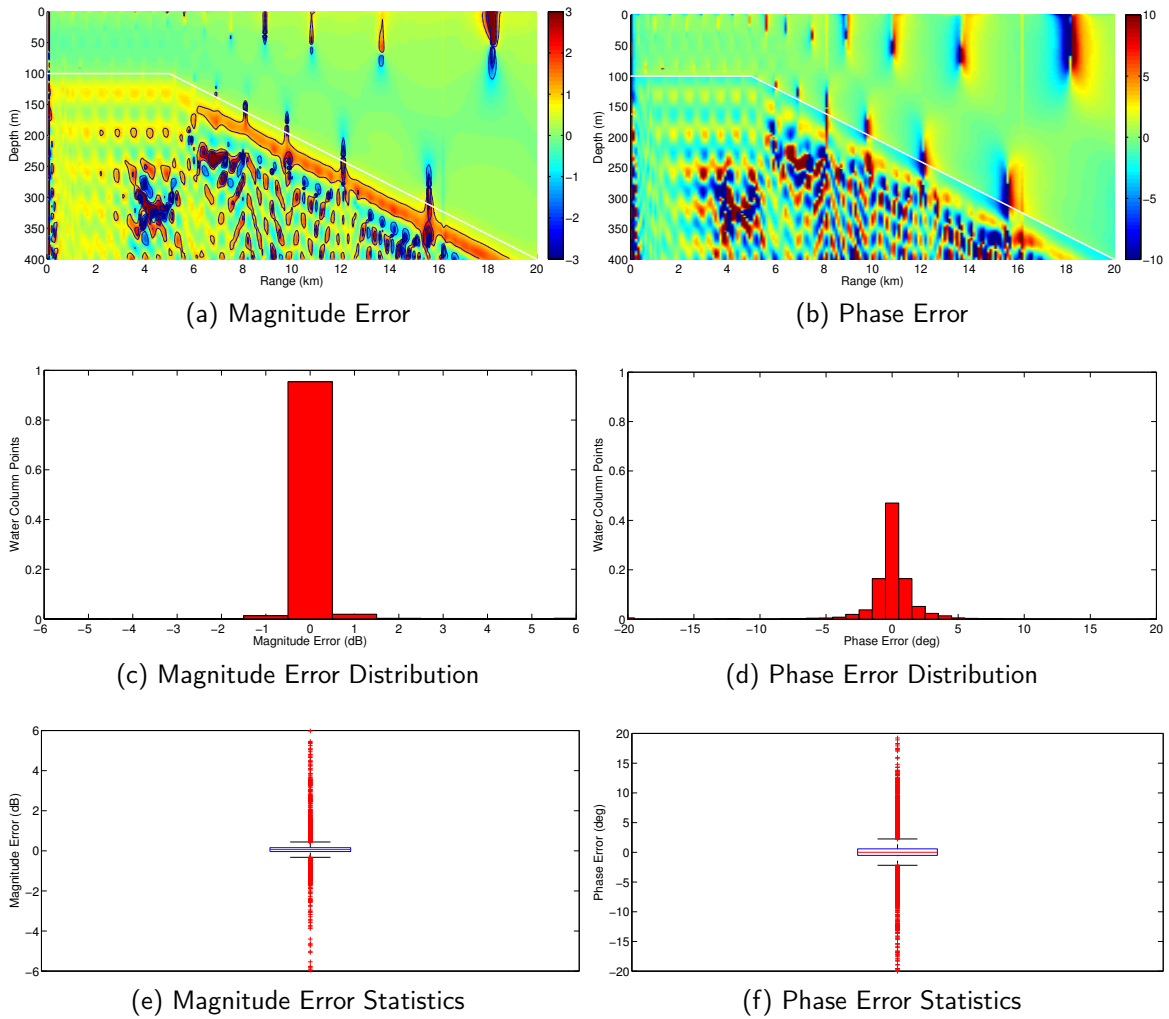 0
50
100
150
200
250
300
350
400
Depth (m)
0 2 4 6 8 10 12 14 16 18 20
Range (km)
3
2
1
0
−1
−2
−3
(a) Magnitude Error
0
50
100
150
200
250
300
350
400
Depth (m)
0 2 4 6 8 10 12 14 16 18 20
Range (km)
10
5
0
−5
−10
(b) Phase Error
1
0.8
0.6
0.4
0.2
0
Water Column Points
−6 −5 −4 −3 −2 −1 0 1 2 3 4 5 6
Magnitude Error (dB)
(c) Magnitude Error Distribution
1
0.8
0.6
0.4
0.2
0
Water Column Points
−20 −15 −10 −5 0 5 10 15 20
Phase Error (deg)
(d) Phase Error Distribution
6
4
2
0
−2
−4
−6
Magnitude Error (dB)
(e) Magnitude Error Statistics
20
15
10
5
0
−5
−10
−15
−20
Phase Error (deg)
(f) Phase Error Statistics